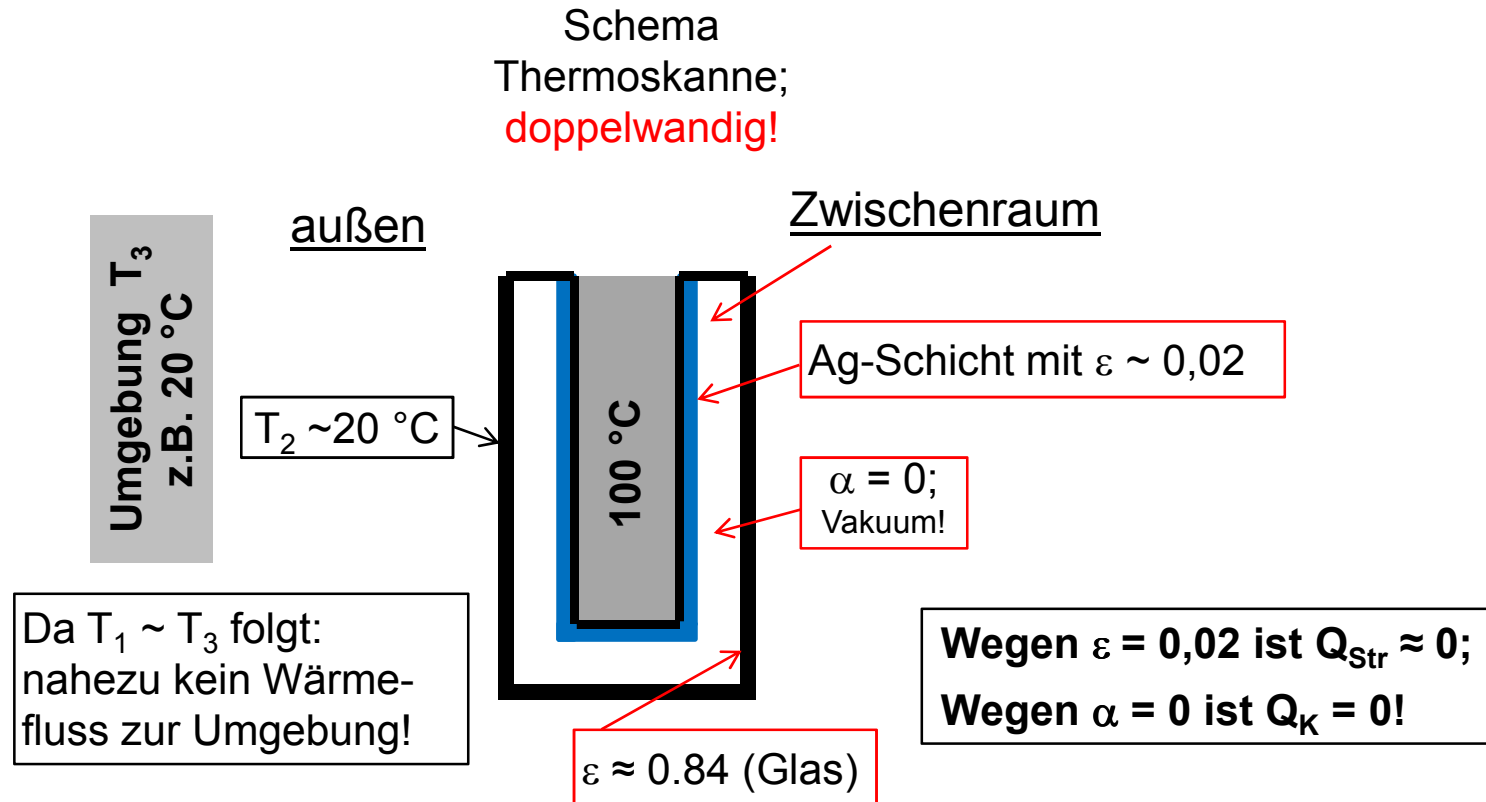 Schema
Thermoskanne;
doppelwandig!
außen
Zwischenraum
Umgebung T₃
z.B. 20 °C
Ag-Schicht mit ε ~ 0,02
T₂ ~20 °C
100 °C
α = 0;
Vakuum!
Da T₁ ~ T₃ folgt:
nahezu kein Wärme-
fluss zur Umgebung!
Wegen ε = 0,02 ist Q_Str ≈ 0;
Wegen α = 0 ist Q_K = 0!
ε ≈ 0.84 (Glas)